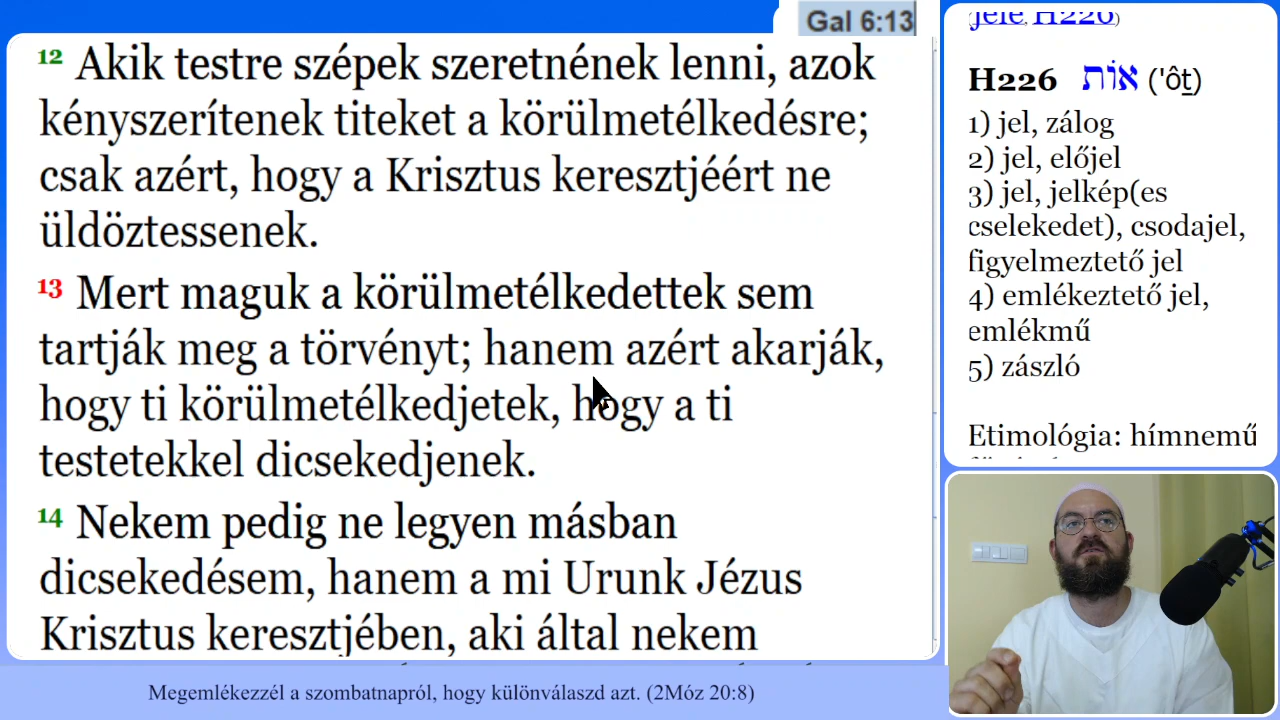 Gal 6:13
12 Akik testre szépek szeretnének lenni, azok
kényszerítenek titeket a körülmetélkedésre;
csak azért, hogy a Krisztus keresztjéért ne
üldöztessenek.
13 Mert maguk a körülmetélkedettek sem
tartják meg a törvényt; hanem azért akarják,
hogy ti körülmetélkedjetek, hogy a ti
testetekkel dicsekedjenek.
14 Nekem pedig ne legyen másban
dicsekedésem, hanem a mi Urunk Jézus
Krisztus keresztjében, aki által nekem
(jele, H226)
H226 אוֹת ('ôṯ)
1) jel, zálog
2) jel, előjel
3) jel, jelkép(es
cselekedet), csodajel,
figyelmeztető jel
4) emlékeztető jel,
emlékmű
5) zászló
Etimológia: hímnemű
Megemlékezzél a szombatnapról, hogy különválaszd azt. (2Móz 20:8)